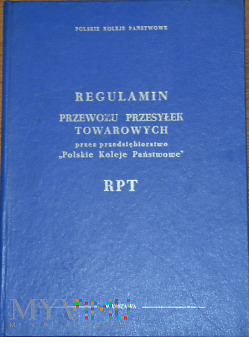 POLSKIE KOLEJE PAŃSTWOWE
REGULAMIN
PRZEWOZU PRZESYŁEK
TOWAROWYCH
przez przedsiębiorstwo
„Polskie Koleje Państwowe"
RPT